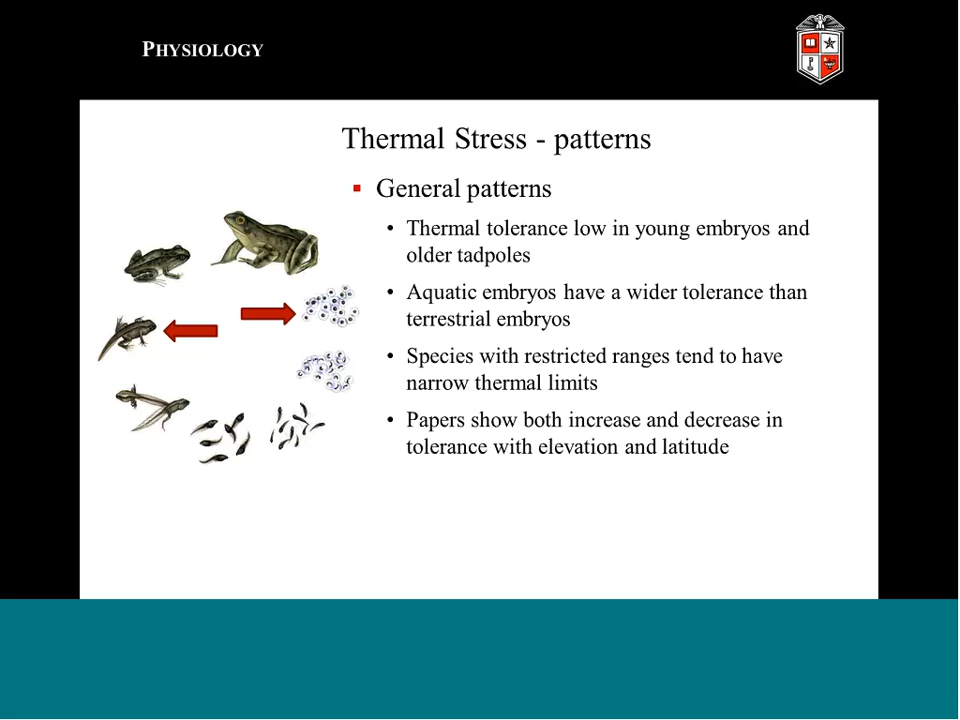 PHYSIOLOGY
Thermal Stress - patterns
▪ General patterns
• Thermal tolerance low in young embryos and
older tadpoles
• Aquatic embryos have a wider tolerance than
terrestrial embryos
• Species with restricted ranges tend to have
narrow thermal limits
• Papers show both increase and decrease in
tolerance with elevation and latitude